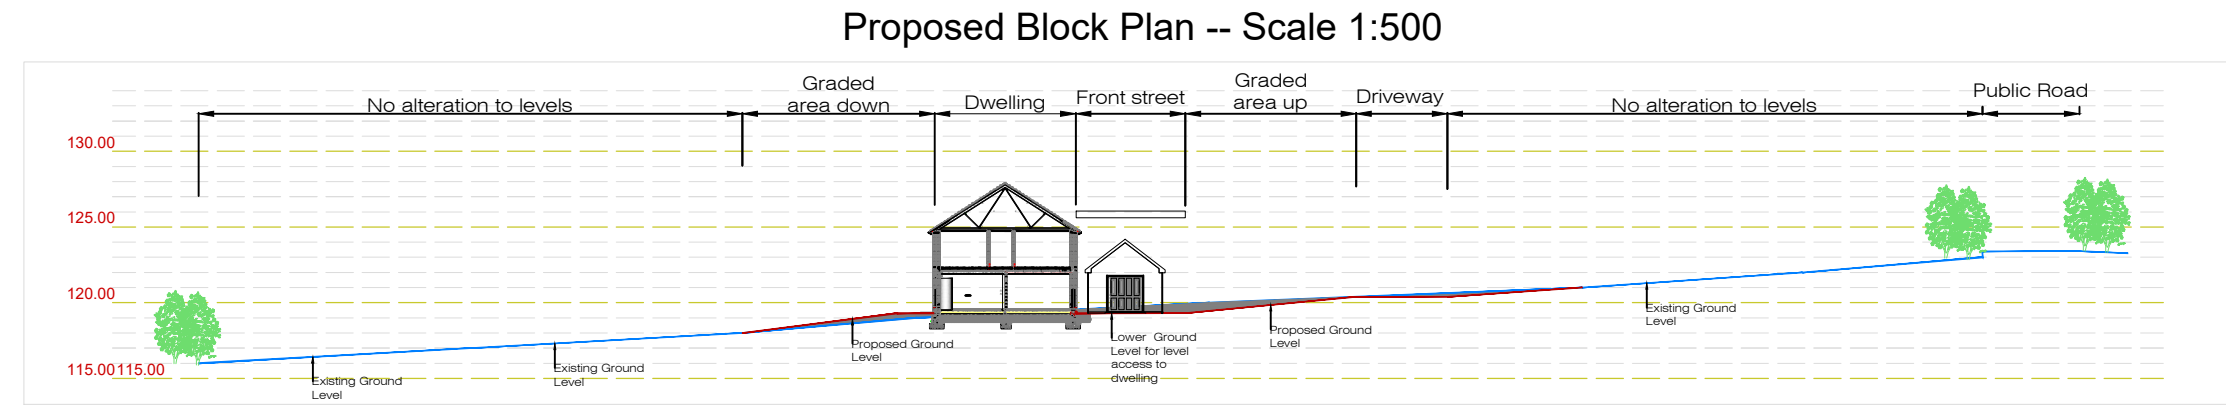 Proposed Block Plan -- Scale 1:500
No alteration to levels
Graded
area down
Dwelling
Front street
Graded
area up
Driveway
No alteration to levels
Public Road
130.00
125.00
120.00
115.00 115.00
Existing Ground
Level
Existing Ground
Level
Proposed Ground
Level
Lower Ground
Level for level
access to
dwelling
Proposed Ground
Level
Existing Ground
Level